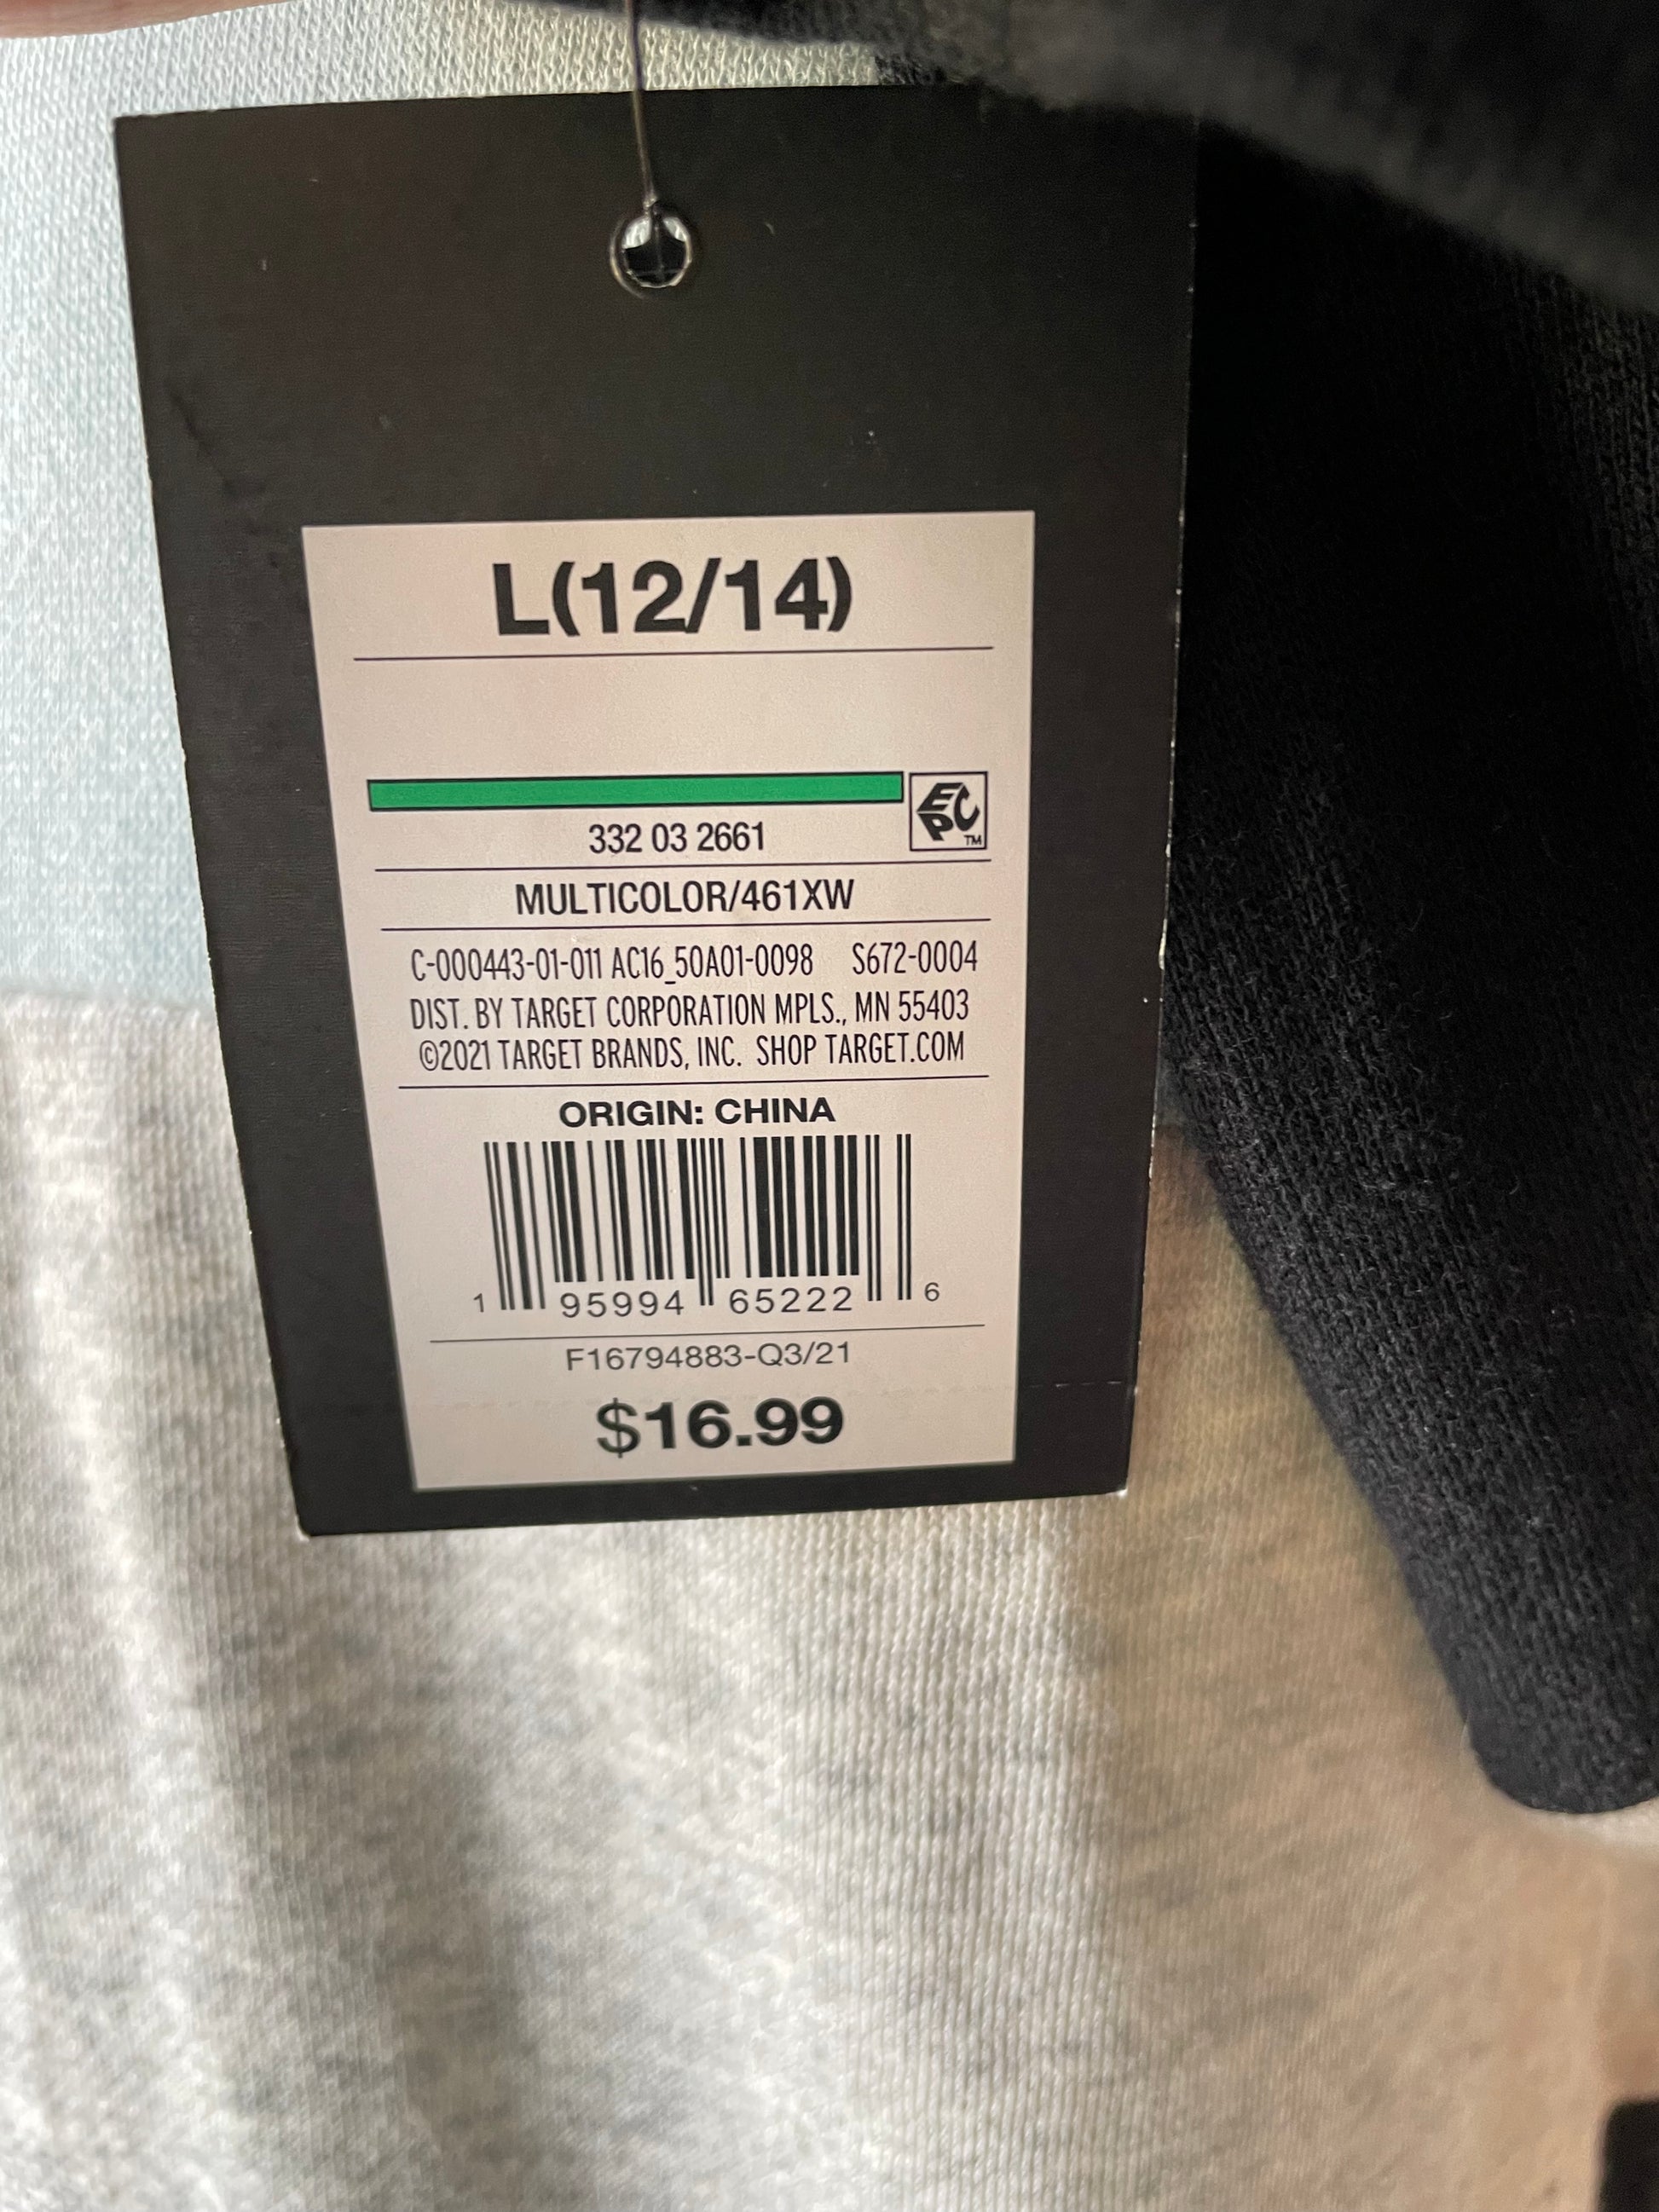 L(12/14)
EPC™
332 03 2661
MULTICOLOR/461XW
C-000443-01-011 AC16_50A01-0098 S672-0004
DIST. BY TARGET CORPORATION MPLS., MN 55403
©2021 TARGET BRANDS, INC. SHOP TARGET.COM
ORIGIN: CHINA
1 95994 65222 6
F16794883-Q3/21
$16.99